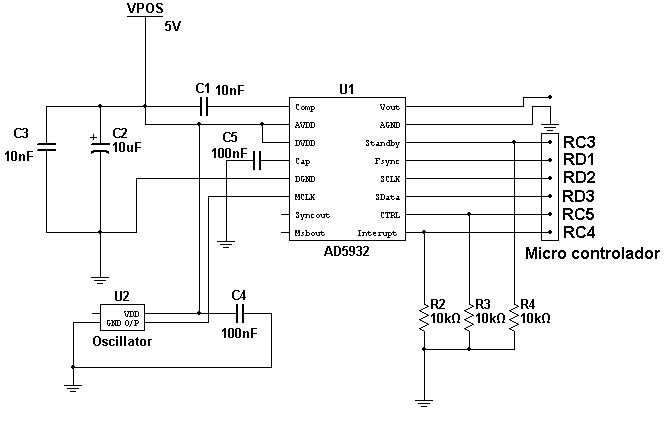 VPOS
5V
C1
10nF
U1
Comp
Vout
AVDD
AGND
DVDD
Standby
Cap
Fsync
DGND
SCLK
MCLK
SData
Syncout
CTRL
Msbout
Interupt
AD5932
C3
10nF
C2
+
10uF
C5
100nF
RC3
RD1
RD2
RD3
RC5
RC4
Micro controlador
U2
VDD
GND O/P
Oscillator
C4
100nF
R2
10kΩ
R3
10kΩ
R4
10kΩ